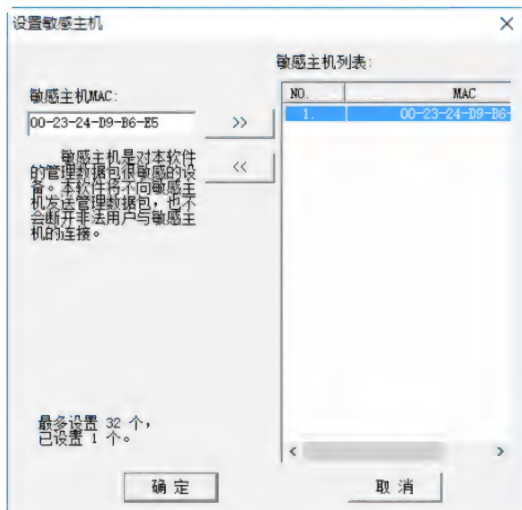 设置敏感主机
敏感主机列表:
敏感主机MAC:
00-23-24-D9-B6-E5
>>
<<
敏感主机是对本软件
的管理数据包很敏感的设
备。本软件将不向敏感主
机发送管理数据包，也不
会断开非法用户与敏感主
机的连接。
最多设置 32 个，
已设置 1 个。
NO. MAC
1. 00-23-24-D9-B6-
确 定
取 消